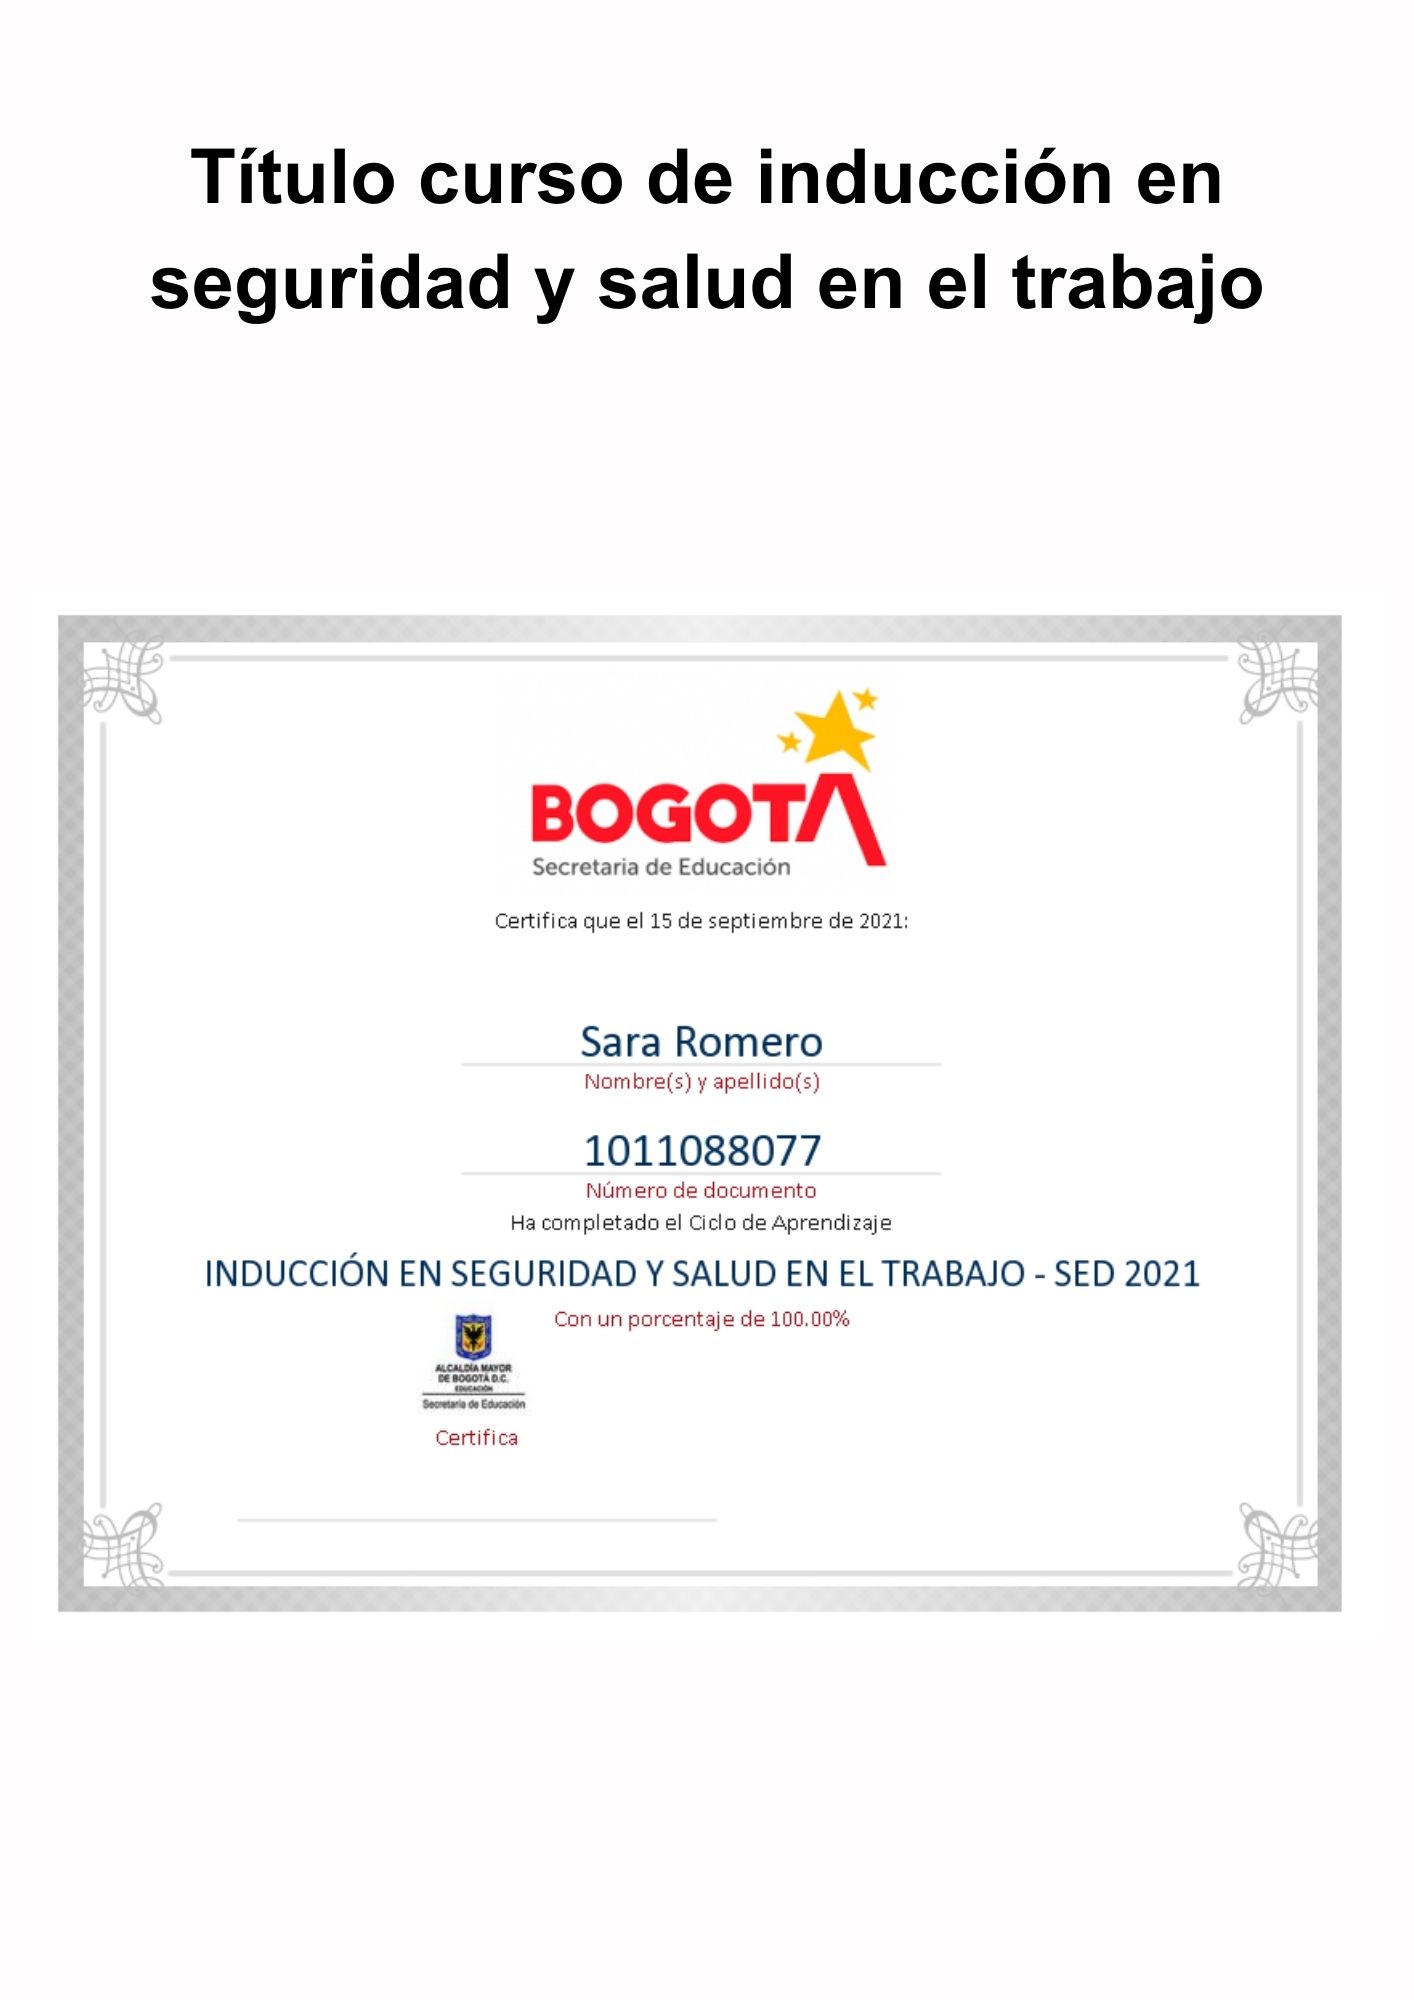 Título curso de inducción en
seguridad y salud en el trabajo
BOGOTA
Secretaria de Educación
Certifica que el 15 de septiembre de 2021:
Sara Romero
Nombre(s) y apellido(s)
1011088077
Número de documento
Ha completado el Ciclo de Aprendizaje
INDUCCIÓN EN SEGURIDAD Y SALUD EN EL TRABAJO - SED 2021
Con un porcentaje de 100.00%
ALCALDÍA MAYOR
DE BOGOTÁ D.C.
EDUCACIÓN
Secretaría de Educación
Certifica